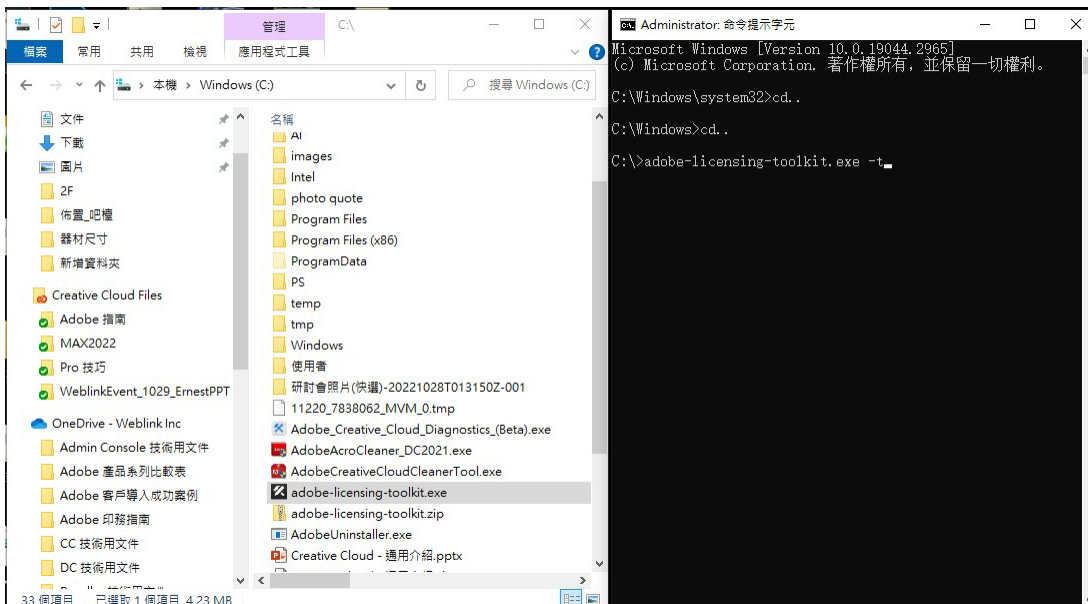 管理
C:\
檔案
常用
共用
檢視
應用程式工具
本機
Windows (C:)
搜尋 Windows (C:)
文件
下載
圖片
2F
佈置_吧檯
器材尺寸
新增資料夾
Creative Cloud Files
Adobe 指南
MAX2022
Pro 技巧
WeblinkEvent_1029_ErnestPPT
OneDrive - Weblink Inc
Admin Console 技術用文件
Adobe 產品系列比較表
Adobe 客戶導入成功案例
Adobe 印務指南
CC 技術用文件
DC 技術用文件
名稱
AI
images
Intel
photo quote
Program Files
Program Files (x86)
ProgramData
PS
temp
tmp
Windows
使用者
研討會照片(快選)-20221028T013150Z-001
11220_7838062_MVM_0.tmp
Adobe_Creative_Cloud_Diagnostics_(Beta).exe
AdobeAcroCleaner_DC2021.exe
AdobeCreativeCloudCleanerTool.exe
adobe-licensing-toolkit.exe
adobe-licensing-toolkit.zip
AdobeUninstaller.exe
Creative Cloud - 通用介紹.pptx
33 個項目
已選取 1 個項目 4.23 MB
Administrator: 命令提示字元
Microsoft Windows [Version 10.0.19044.2965]
(c) Microsoft Corporation. 著作權所有，並保留一切權利。
C:\Windows\system32>cd..
C:\Windows>cd..
C:\>adobe-licensing-toolkit.exe -t